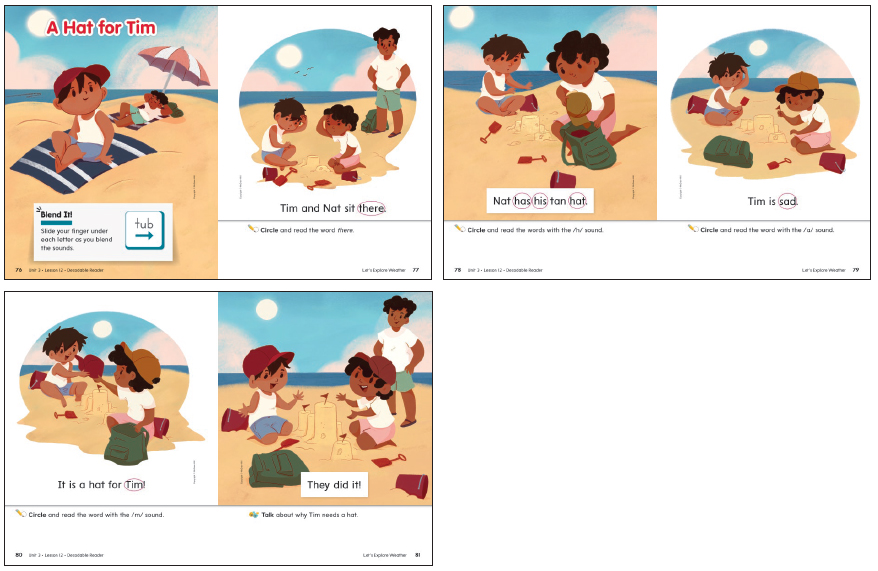 A Hat for Tim
Blend It!
Slide your finger under
each letter as you blend
the sounds.
tub
76 Unit 3 • Lesson 12 • Decodable Reader
Tim and Nat sit there.
Circle and read the word there.
Let's Explore Weather 77
Nat has his tan hat.
Circle and read the words with the /h/ sound.
78 Unit 3 • Lesson 12 • Decodable Reader
Tim is sad.
Circle and read the word with the /a/ sound.
Let's Explore Weather 79
It is a hat for Tim!
Circle and read the word with the /m/ sound.
80 Unit 3 • Lesson 12 • Decodable Reader
They did it!
Talk about why Tim needs a hat.
Let's Explore Weather 81